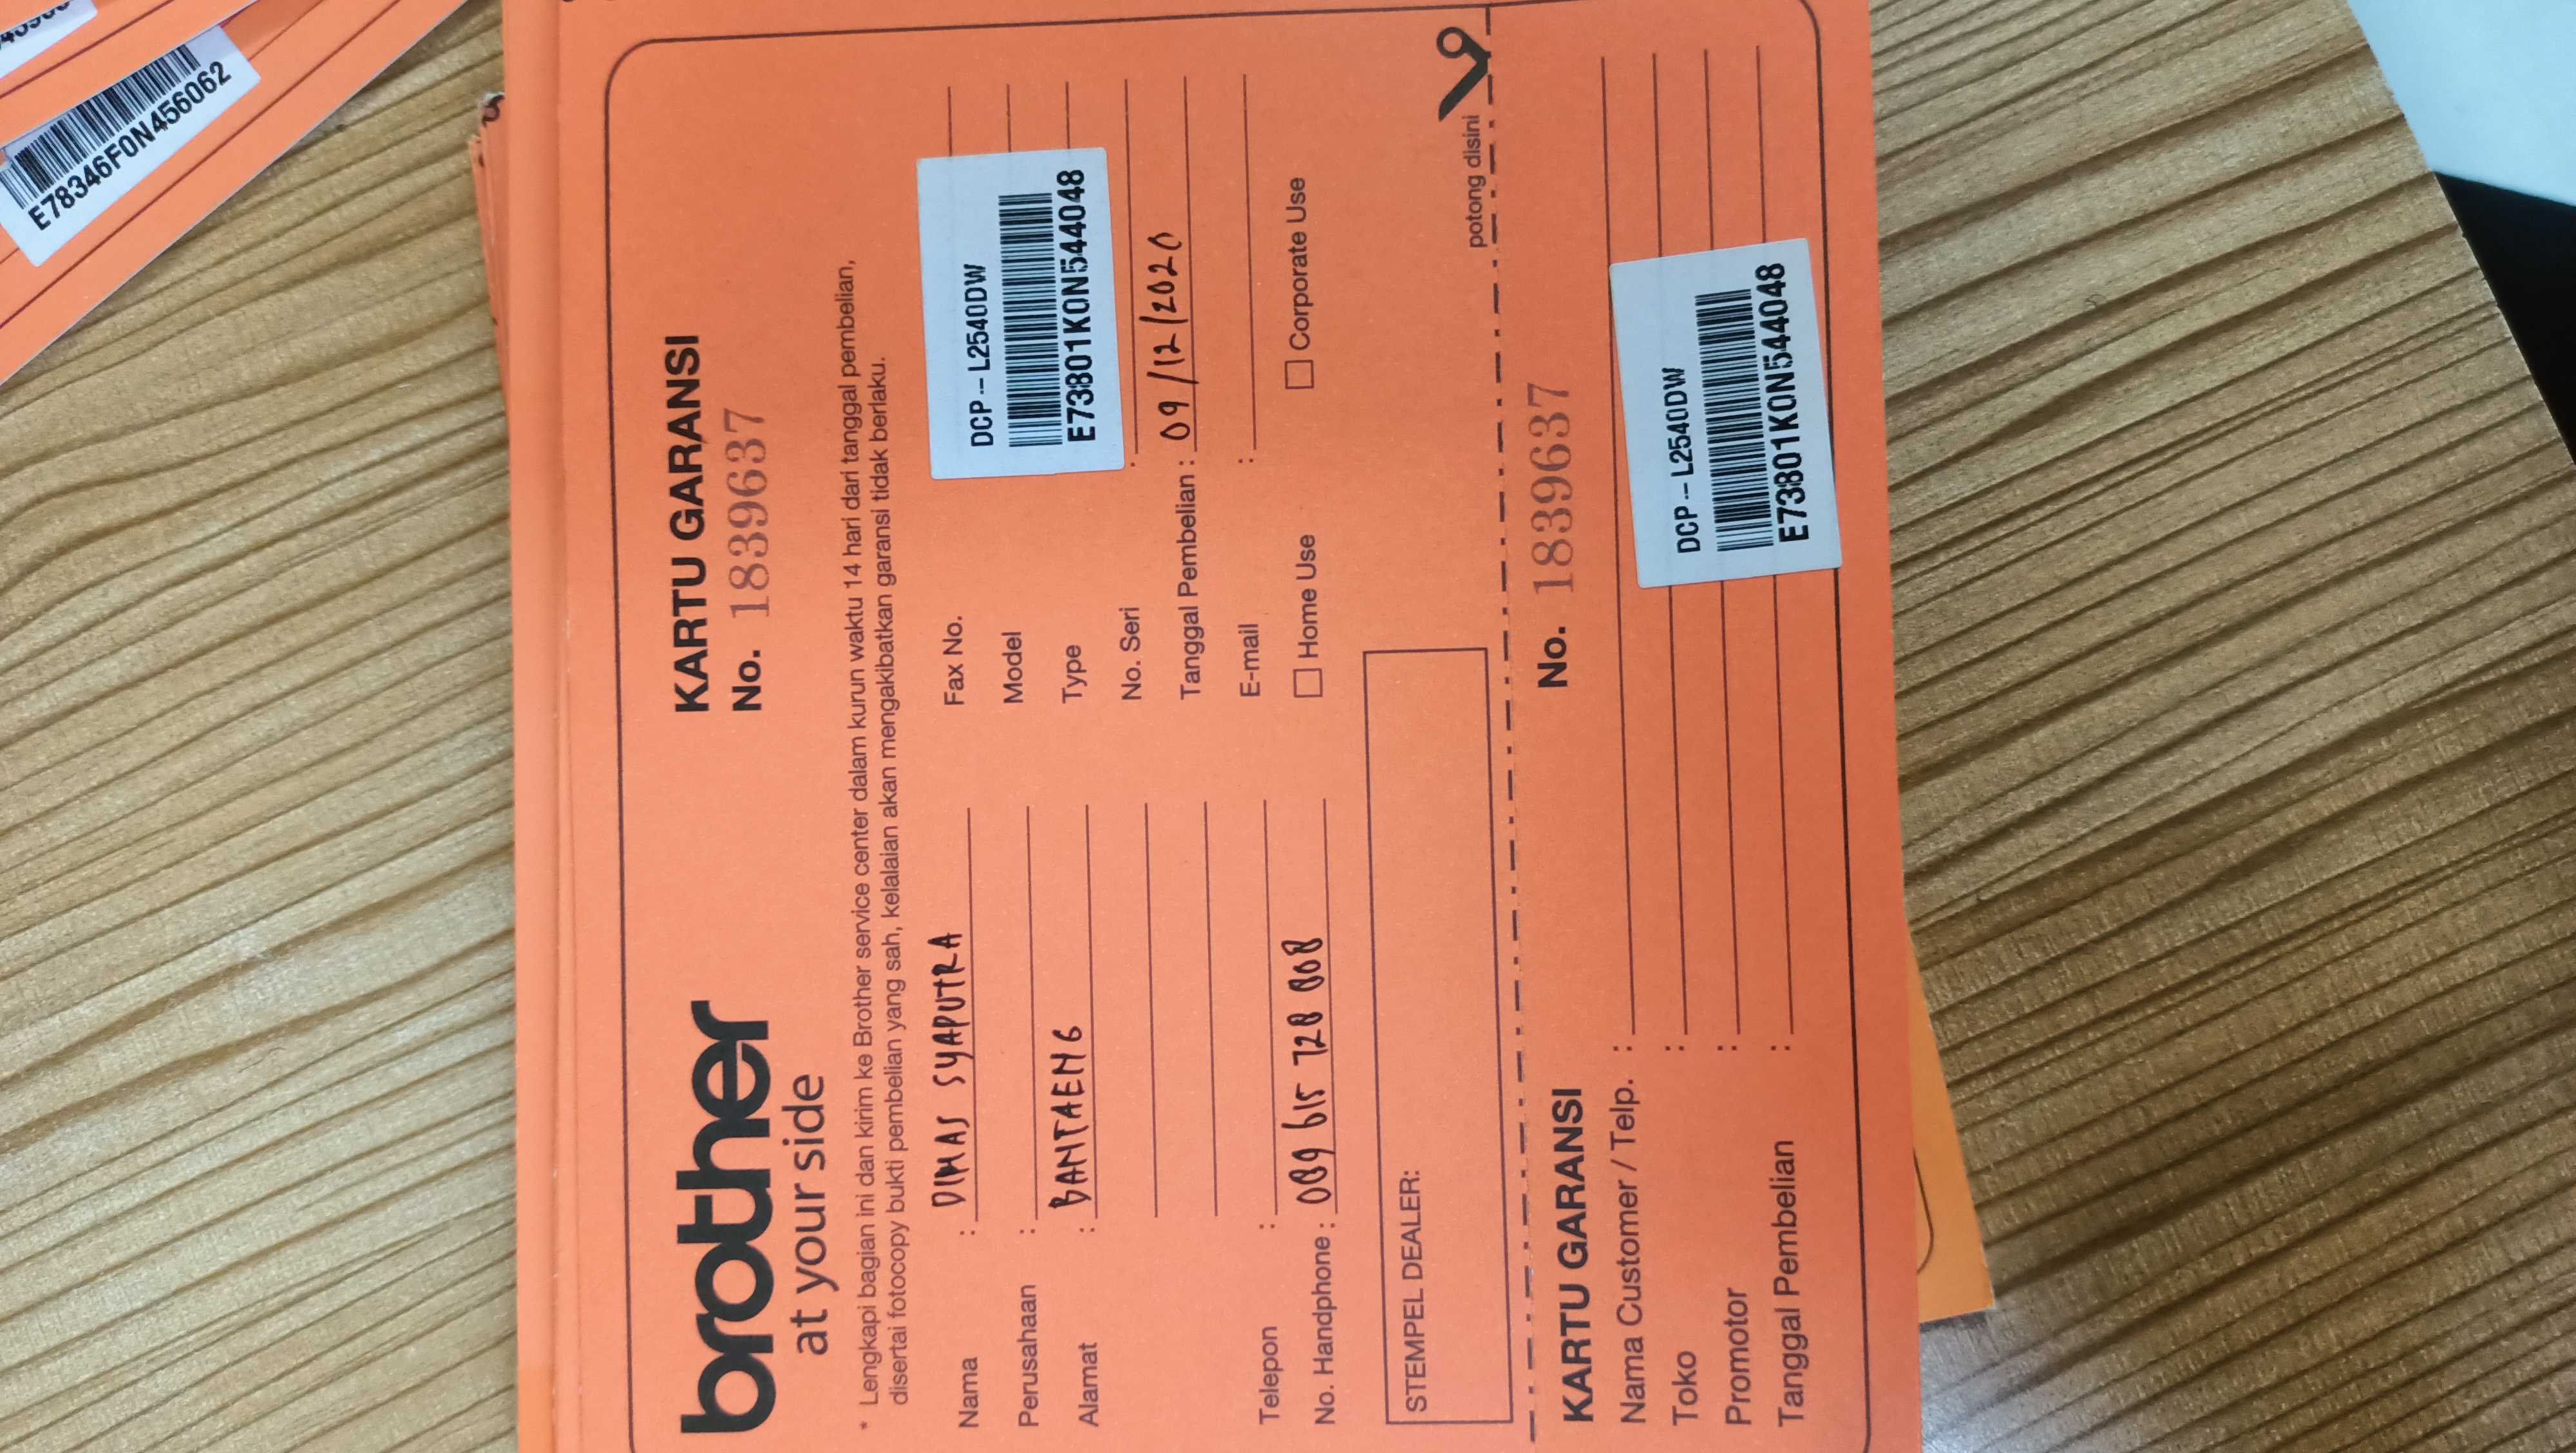 brother
at your side
KARTU GARANSI
No. 1839637
* Lengkapi bagian ini dan kirim ke Brother service center dalam kurun waktu 14 hari dari tanggal pembelian,
disertai fotocopy bukti pembelian yang sah, kelalaian akan mengakibatkan garansi tidak berlaku.
Nama : DIMAS SYAPUTRA
Perusahaan :
Alamat : BANTAENG
Telepon :
No. Handphone : 089 615 728 808
Fax No.
Model
Type
No. Seri :
Tanggal Pembelian : 09/12/2020
E-mail :
Home Use
Corporate Use
DCP-L2540DW
E73801K0N544048
STEMPEL DEALER:
potong disini
KARTU GARANSI
No. 1839637
Nama Customer / Telp. :
Toko :
Promotor :
Tanggal Pembelian :
DCP-L2540DW
E73801K0N544048
E78346F0N456062